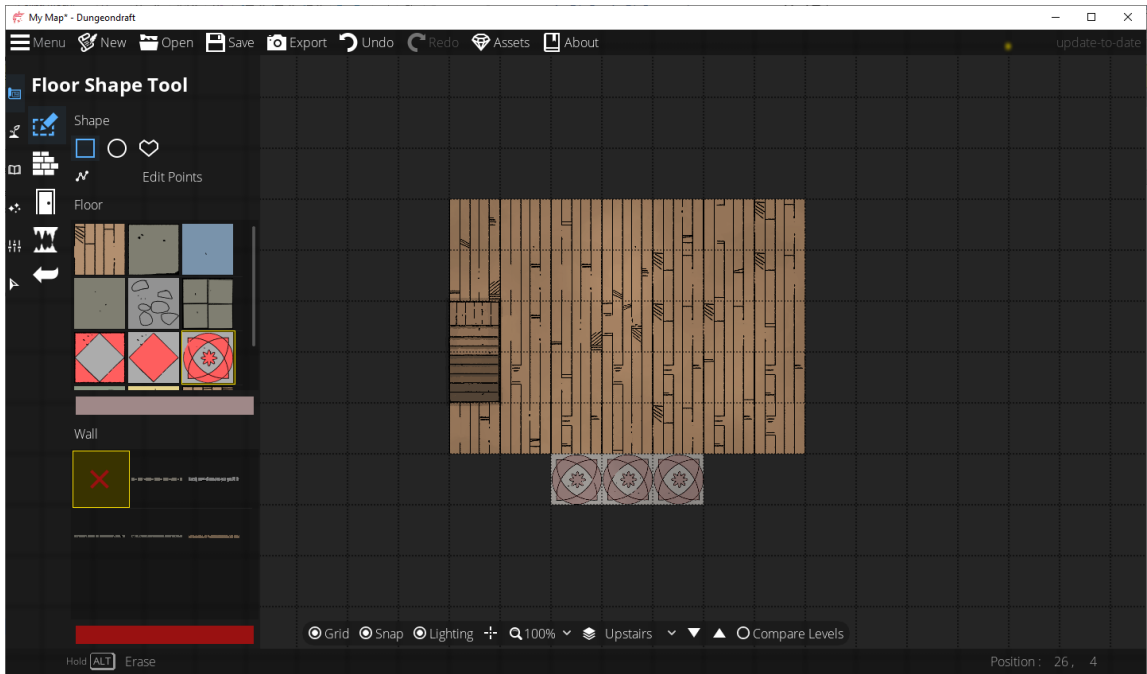 My Map* - Dungeondraft
Menu New Open Save Export Undo Redo Assets About update-to-date
Floor Shape Tool
Shape
Edit Points
Floor
Wall
Grid Snap Lighting 100% Upstairs Compare Levels
Hold ALT Erase Position : 26, 4